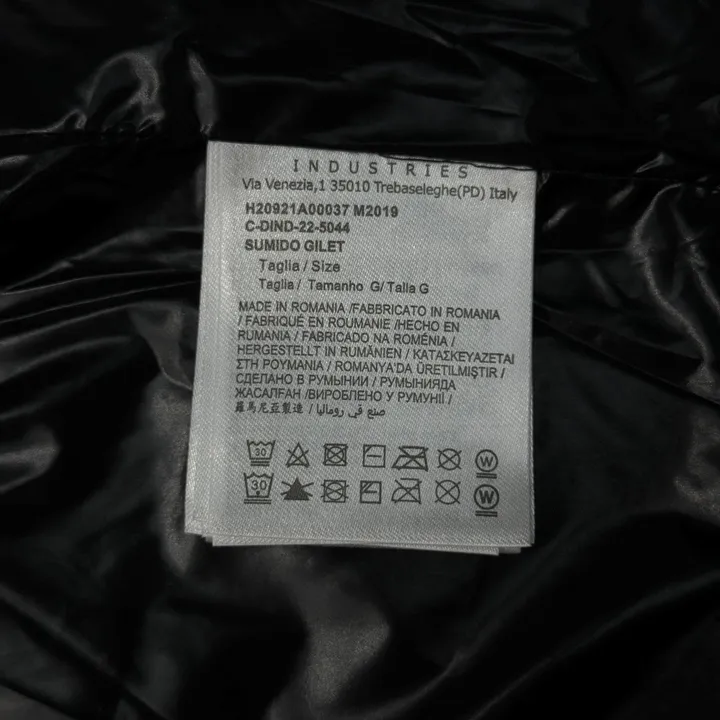 INDUSTRIES
Via Venezia,1 35010 Trebaseleghe(PD) Italy
H20921A00037 M2019
C-DIND-22-5044
SUMIDO GILET
Taglia / Size
Taglia / Tamanho G/ Talla G
MADE IN ROMANIA /FABBRICATO IN ROMANIA
/ FABRIQUÉ EN ROUMANIE /HECHO EN
RUMANIA / FABRICADO NA ROMÉNIA /
HERGESTELLT IN RUMÄNIEN / ΚΑΤΑΣΚΕΥΑΖΕΤΑΙ
ΣΤΗ ΡΟΥΜΑΝΙΑ / ROMANYA'DA ÜRETILMIŞTIR /
СДЕЛАНО В РУМЫНИИ / РУМЫНИЯДА
ЖАСАЛҒАН /ВИРОБЛЕНО У РУМУНІЇ /
羅馬尼亞製造 / صنع في رومانيا
30 W
30 W